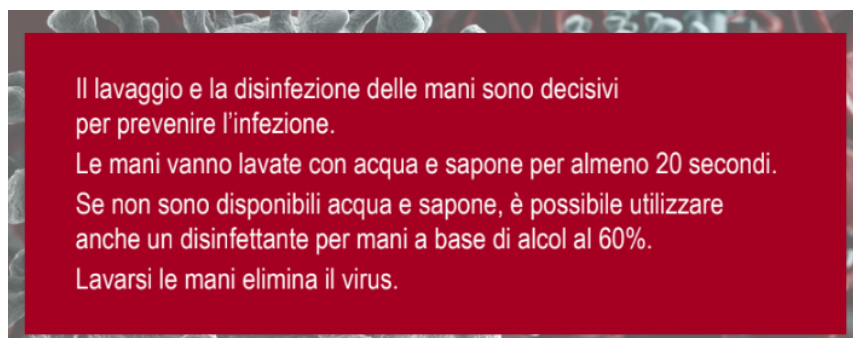 Il lavaggio e la disinfezione delle mani sono decisivi
per prevenire l'infezione.
Le mani vanno lavate con acqua e sapone per almeno 20 secondi.
Se non sono disponibili acqua e sapone, è possibile utilizzare
anche un disinfettante per mani a base di alcol al 60%.
Lavarsi le mani elimina il virus.